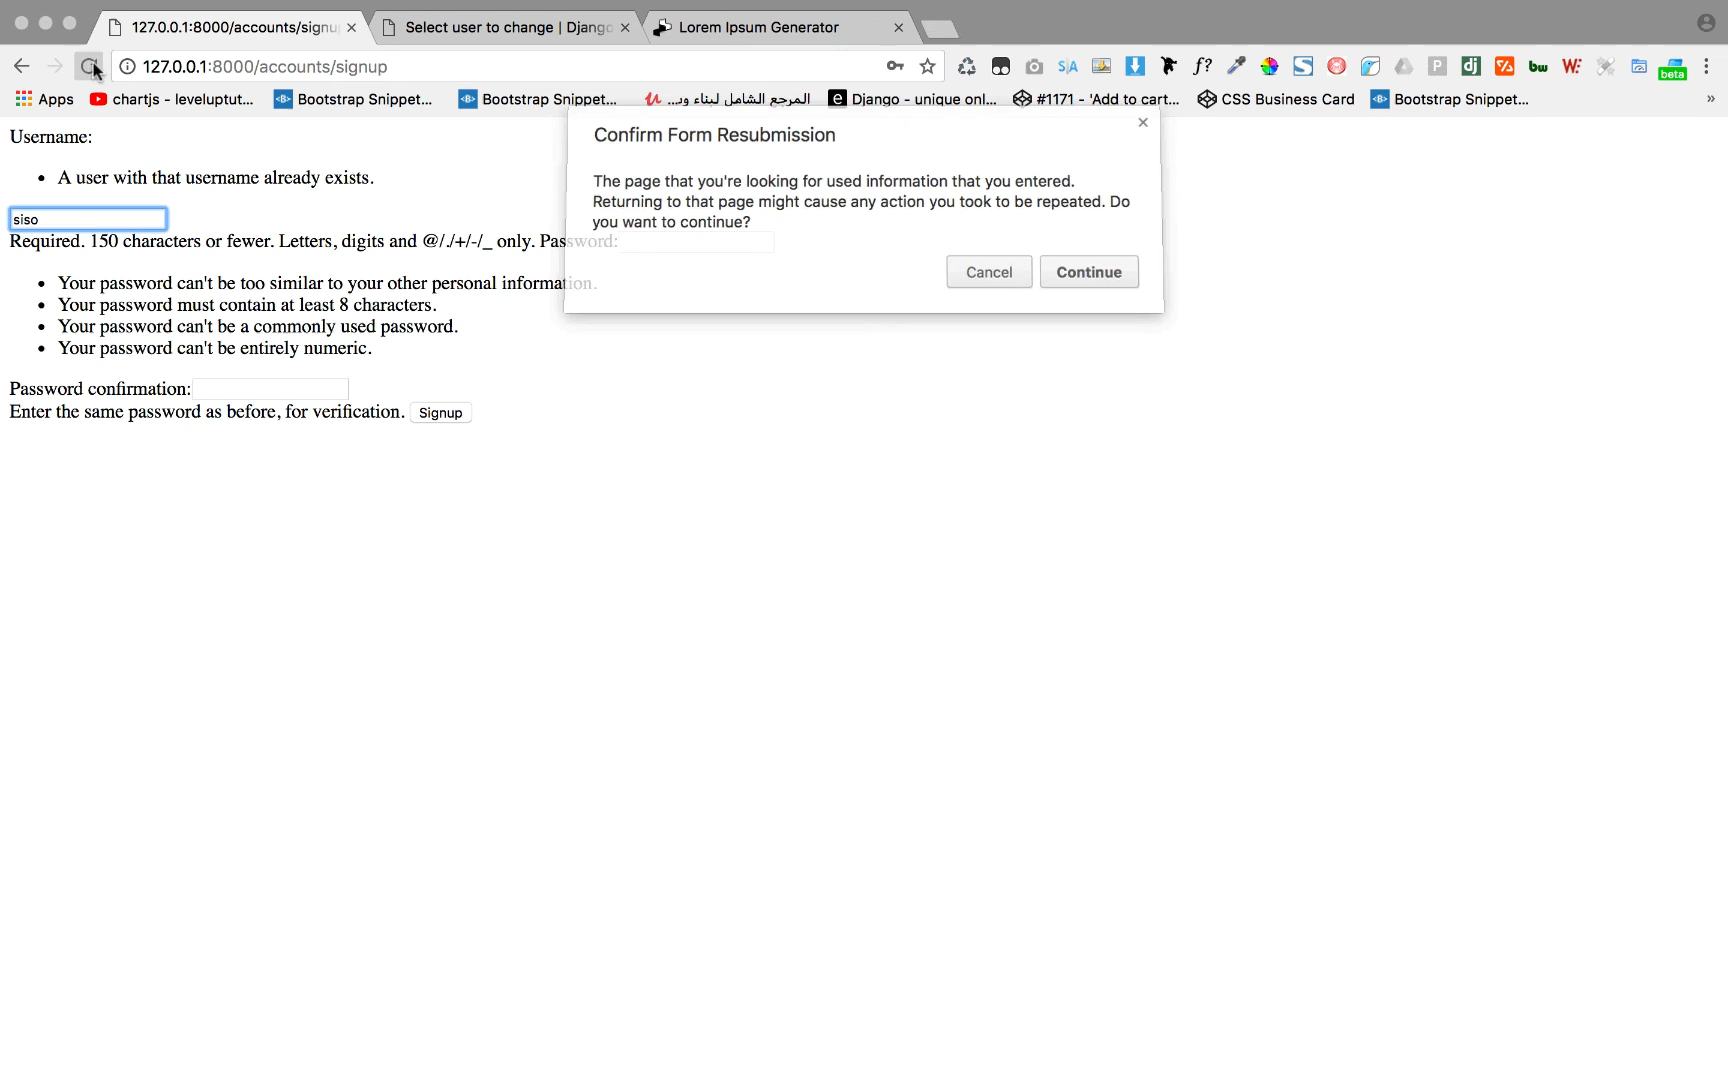 127.0.0.1:8000/accounts/signu
Select user to change | Djang
Lorem Ipsum Generator
127.0.0.1:8000/accounts/signup
S|A
f?
P
dj
bw
W:
beta
Apps
chartjs - leveluptut...
Bootstrap Snippet...
Bootstrap Snippet...
المرجع الشامل لبناء وب...
Django - unique onl...
#1171 - 'Add to cart...
CSS Business Card
Bootstrap Snippet...
»
Confirm Form Resubmission
The page that you're looking for used information that you entered.
Returning to that page might cause any action you took to be repeated. Do
you want to continue?
Cancel
Continue
Username:
• A user with that username already exists.
siso
Required. 150 characters or fewer. Letters, digits and @/./+/-/_ only. Password:
• Your password can't be too similar to your other personal information.
• Your password must contain at least 8 characters.
• Your password can't be a commonly used password.
• Your password can't be entirely numeric.
Password confirmation:
Enter the same password as before, for verification. Signup